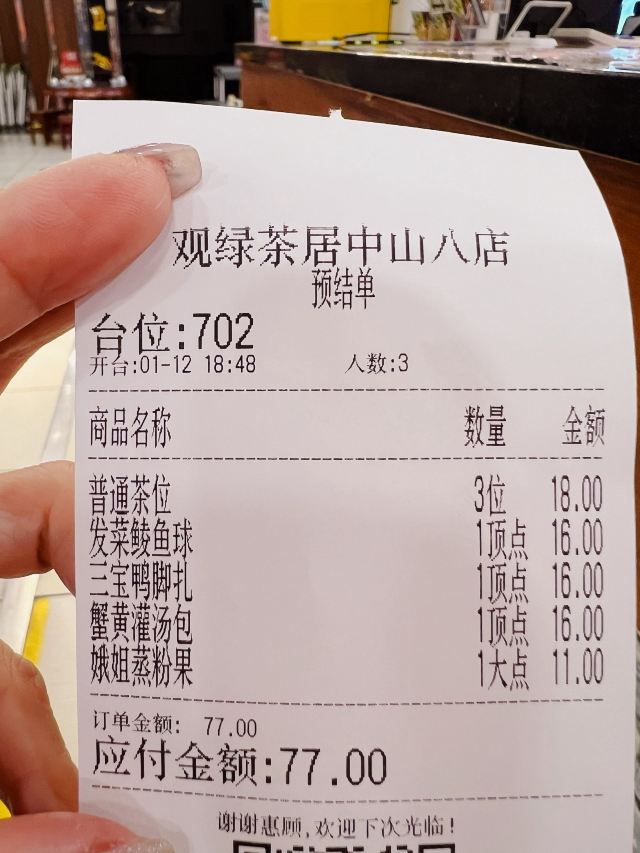 观绿茶居中山八店
预结单
台位:702
开台:01-12 18:48 人数:3
商品名称 数量 金额
普通茶位 3位 18.00
发菜鲮鱼球 1顶点 16.00
三宝鸭脚扎 1顶点 16.00
蟹黄灌汤包 1顶点 16.00
娥姐蒸粉果 1大点 11.00
订单金额: 77.00
应付金额:77.00
谢谢惠顾,欢迎下次光临!